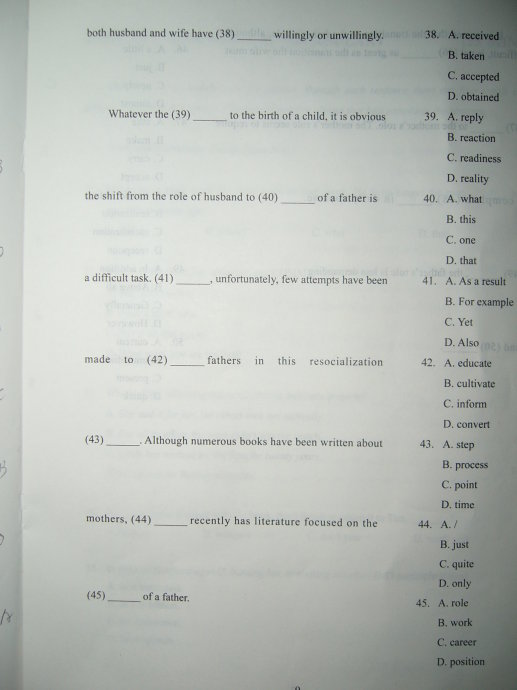 both husband and wife have (38) ______ willingly or unwillingly. 38. A. received
B. taken
C. accepted
D. obtained
Whatever the (39) ______ to the birth of a child, it is obvious 39. A. reply
B. reaction
C. readiness
D. reality
the shift from the role of husband to (40) ______ of a father is 40. A. what
B. this
C. one
D. that
a difficult task. (41) ______, unfortunately, few attempts have been 41. A. As a result
B. For example
C. Yet
D. Also
made to (42) ______ fathers in this resocialization 42. A. educate
B. cultivate
C. inform
D. convert
(43) ______. Although numerous books have been written about 43. A. step
B. process
C. point
D. time
mothers, (44) ______ recently has literature focused on the 44. A. /
B. just
C. quite
D. only
(45) ______ of a father. 45. A. role
B. work
C. career
D. position